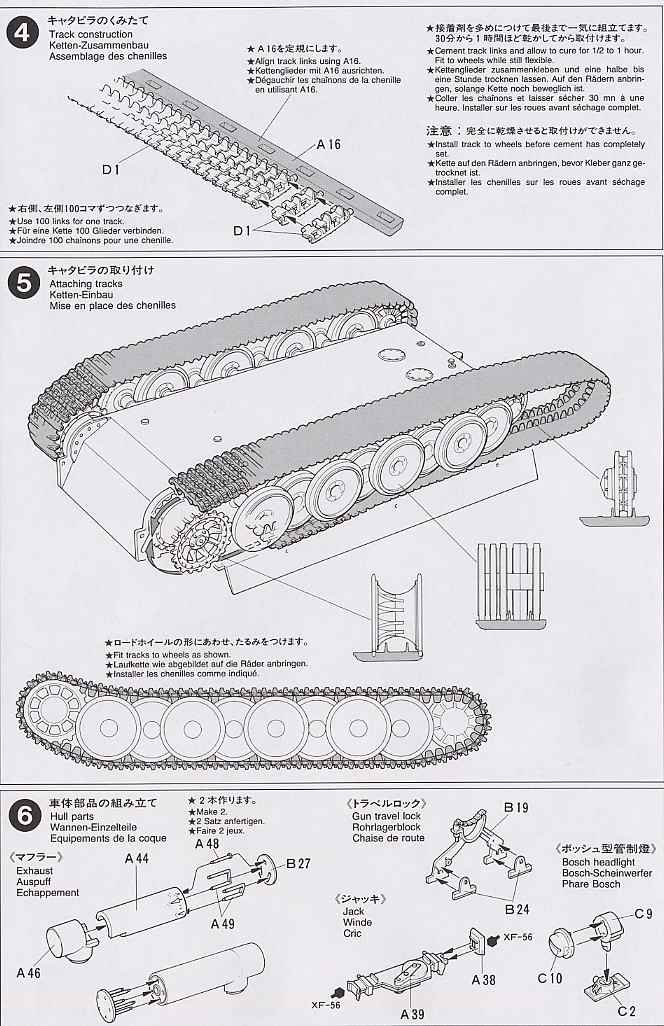 4
キャタピラのくみたて
Track construction
Ketten-Zusammenbau
Assemblage des chenilles
★A16を定規にします。
★Align track links using A16.
★Kettenglieder mit A16 ausrichten.
★Dégauchir les chaînons de la chenille
en utilisant A16.
A16
D1
D1
★右側、左側100コマずつつなぎます。
★Use 100 links for one track.
★Für eine Kette 100 Glieder verbinden.
★Joindre 100 chaînons pour une chenille.
★接着剤を多めにつけて最後まで一気に組立てます。
30分から1時間ほど乾かしてから取付けます。
★Cement track links and allow to cure for 1/2 to 1 hour.
Fit to wheels while still flexible.
★Kettenglieder zusammenkleben und eine halbe bis
eine Stunde trocknen lassen. Auf den Rädern anbrin-
gen, solange Kette noch beweglich ist.
★Coller les chaînons et laisser sécher 30 mn à une
heure. Installer sur les roues avant séchage complet.
注意：完全に乾燥させると取付けができません。
★Install track to wheels before cement has completely
set.
★Kette auf den Rädern anbringen, bevor Kleber ganz ge-
trocknet ist.
★Installer les chenilles sur les roues avant séchage
complet.
5
キャタピラの取り付け
Attaching tracks
Ketten-Einbau
Mise en place des chenilles
★ロードホイールの形にあわせ、たるみをつけます。
★Fit tracks to wheels as shown.
★Laufkette wie abgebildet auf die Räder anbringen.
★Installer les chenilles comme indiqué.
6
車体部品の組み立て
Hull parts
Wannen-Einzelteile
Equipements de la coque
《マフラー》
Exhaust
Auspuff
Echappement
★2本作ります。
★Make 2.
★2 Satz anfertigen.
★Faire 2 jeux.
A44
A48
B27
A49
A46
《トラベルロック》
Gun travel lock
Rohrlagerblock
Chaise de route
B19
B24
《ジャッキ》
Jack
Winde
Cric
XF-56
A38
XF-56
A39
《ボッシュ型管制燈》
Bosch headlight
Bosch-Scheinwerfer
Phare Bosch
C9
C10
C2